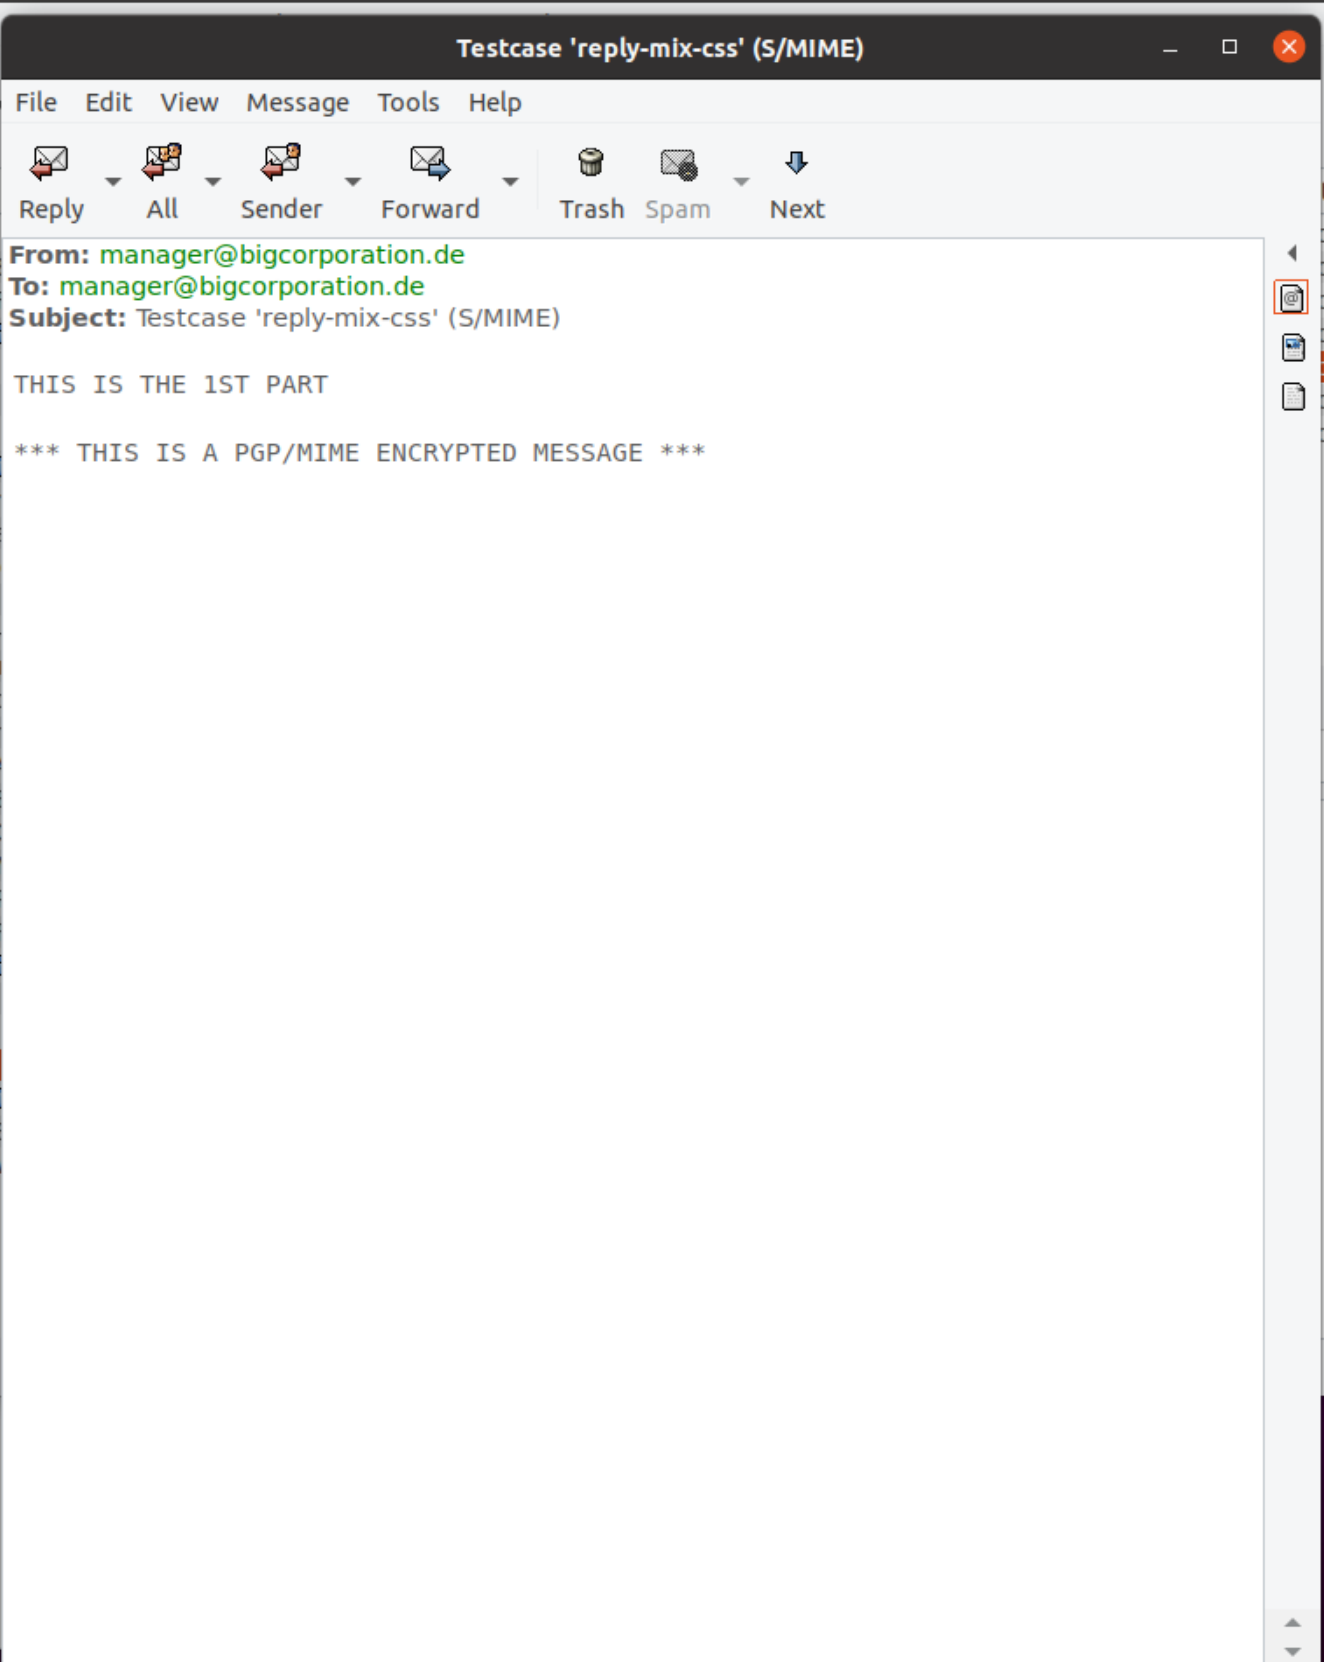 Testcase 'reply-mix-css' (S/MIME)
File Edit View Message Tools Help
Reply All Sender Forward Trash Spam Next
From: manager@bigcorporation.de
To: manager@bigcorporation.de
Subject: Testcase 'reply-mix-css' (S/MIME)
THIS IS THE 1ST PART
*** THIS IS A PGP/MIME ENCRYPTED MESSAGE ***